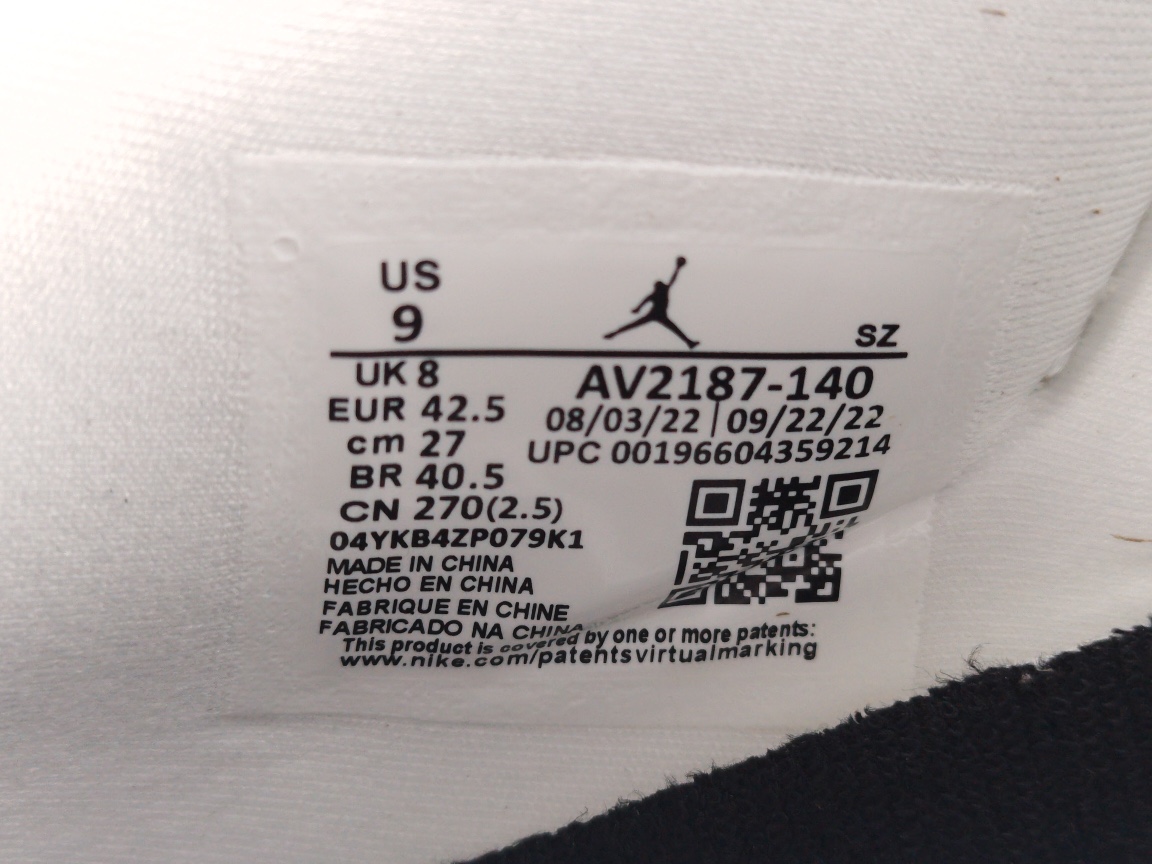 US
9
SZ
UK 8
AV2187-140
EUR 42.5
08/03/22 | 09/22/22
cm 27
UPC 001966043592​14
BR 40.5
CN 270(2.5)
04YKB4ZP079K1
MADE IN CHINA
HECHO EN CHINA
FABRIQUE EN CHINE
FABRICADO NA CHINA
This product is covered by one or more patents:
www.nike.com/patentsvirtualmarking